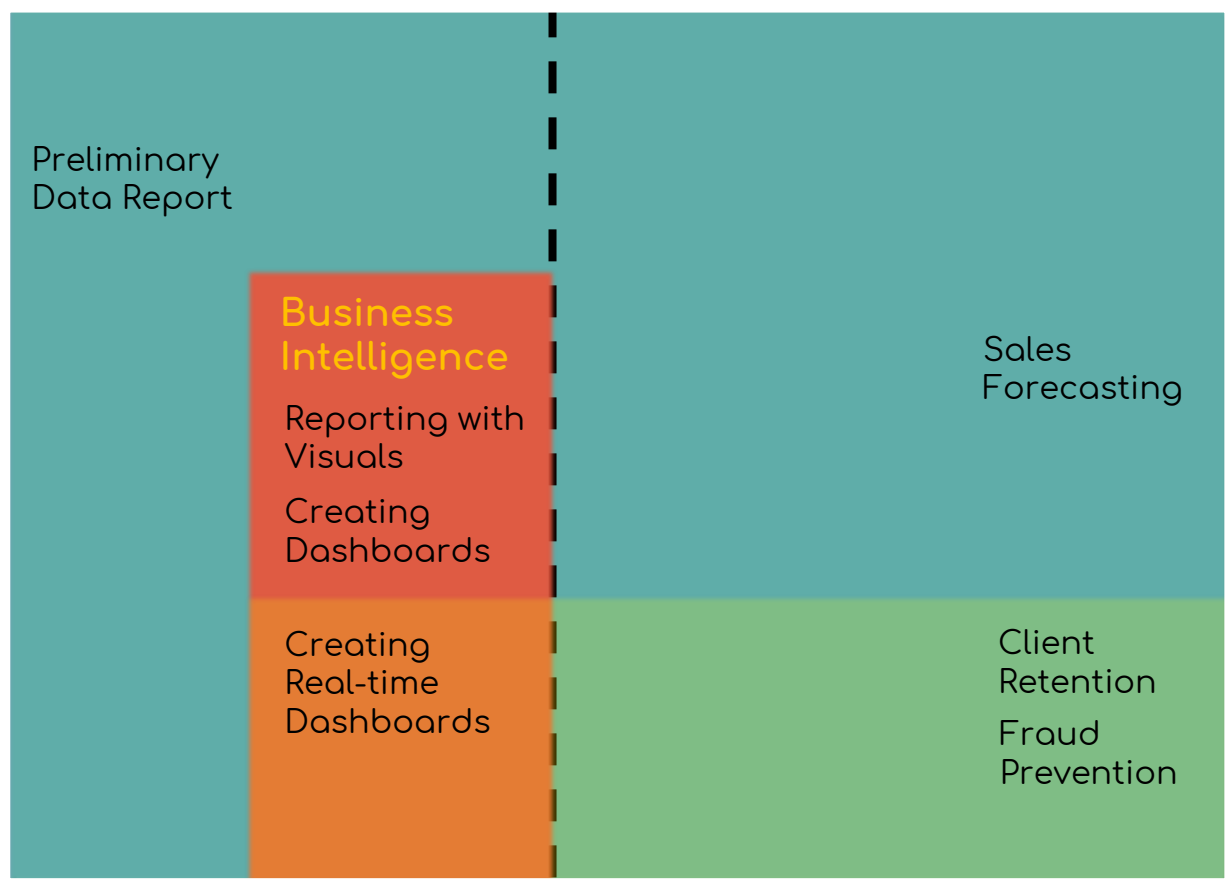 Preliminary
Data Report
Business
Intelligence
Reporting with
Visuals
Creating
Dashboards
Creating
Real-time
Dashboards
Sales
Forecasting
Client
Retention
Fraud
Prevention